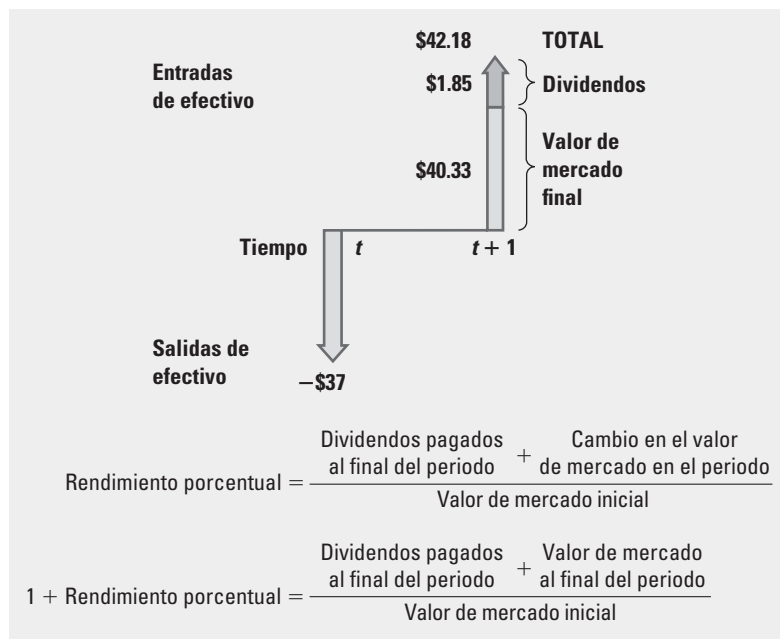 $42.18 TOTAL
Entradas
de efectivo
$1.85 Dividendos
Valor de
mercado
final
$40.33
Tiempo t t + 1
Salidas de
efectivo
−$37
Rendimiento porcentual = 
Dividendos pagados
al final del periodo
+
Cambio en el valor
de mercado en el periodo
Valor de mercado inicial
1 + Rendimiento porcentual =
Dividendos pagados
al final del periodo
+
Valor de mercado
al final del periodo
Valor de mercado inicial